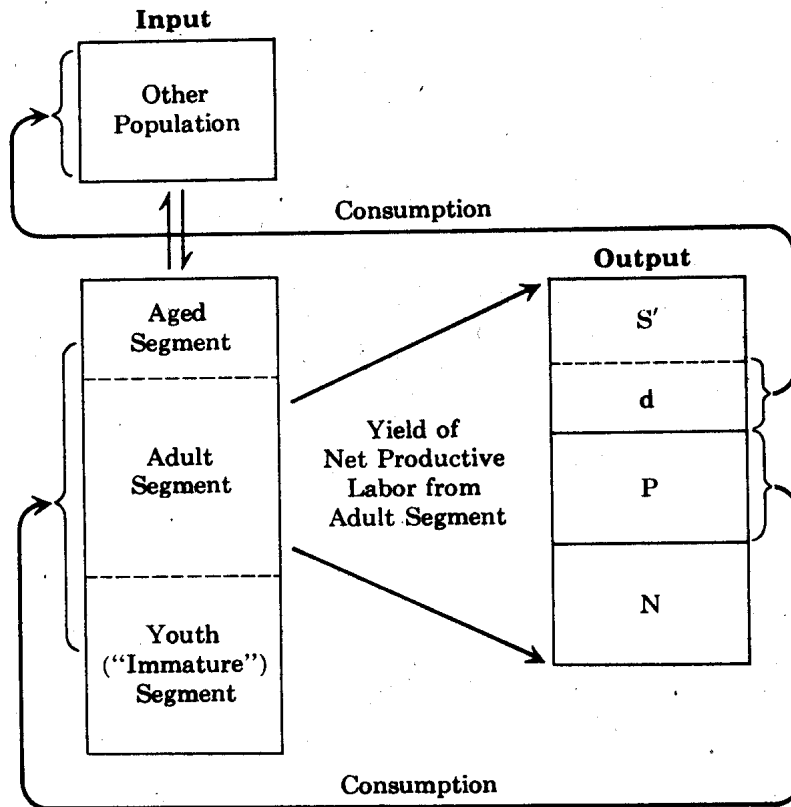 Input
Other
Population
Consumption
Output
Aged
Segment
S′
d
Adult
Segment
Yield of
Net Productive
Labor from
Adult Segment
P
N
Youth
(“Immature”)
Segment
Consumption